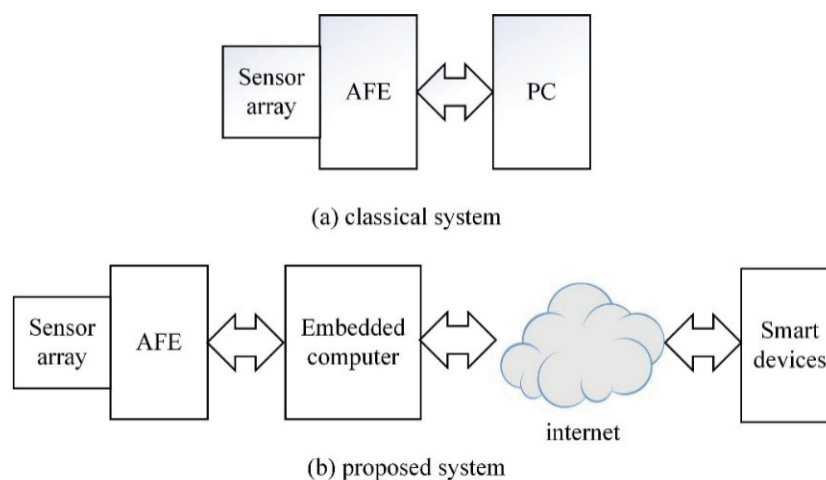 Sensor
array
AFE
PC
(a) classical system
Sensor
array
AFE
Embedded
computer
internet
Smart
devices
(b) proposed system